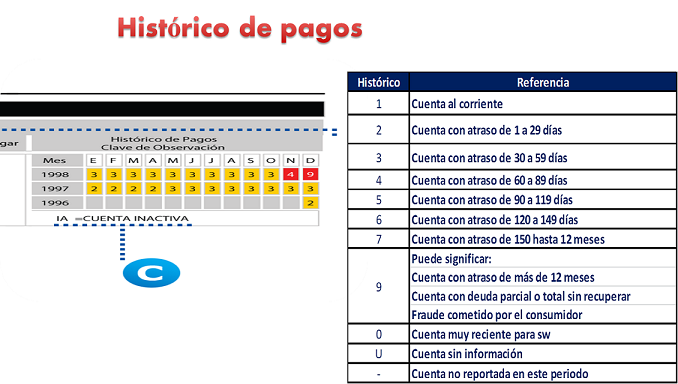 Histórico de pagos
gar
Histórico de Pagos
Clave de Observación
Mes E F M A M J J A S O N D
1998 3 3 3 3 3 3 3 3 3 3 4 9
1997 2 2 2 2 3 3 3 3 3 3 3 3
1996 2
IA =CUENTA INACTIVA
C
Histórico Referencia
1 Cuenta al corriente
2 Cuenta con atraso de 1 a 29 días
3 Cuenta con atraso de 30 a 59 días
4 Cuenta con atraso de 60 a 89 días
5 Cuenta con atraso de 90 a 119 días
6 Cuenta con atraso de 120 a 149 días
7 Cuenta con atraso de 150 hasta 12 meses
9 Puede significar:
Cuenta con atraso de más de 12 meses
Cuenta con deuda parcial o total sin recuperar
Fraude cometido por el consumidor
0 Cuenta muy reciente para sw
U Cuenta sin información
- Cuenta no reportada en este periodo